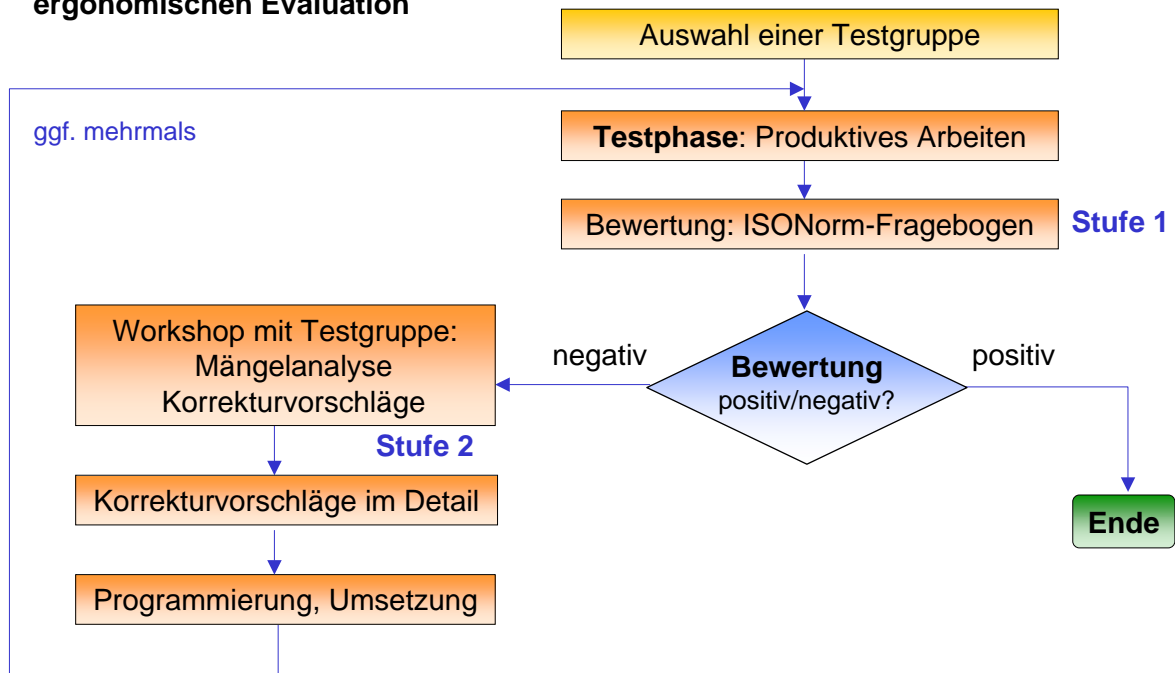 ergonomischen Evaluation
Auswahl einer Testgruppe
ggf. mehrmals
Testphase: Produktives Arbeiten
Bewertung: ISONorm-Fragebogen
Stufe 1
Workshop mit Testgruppe:
Mängelanalyse
Korrekturvorschläge
negativ
Bewertung
positiv/negativ?
positiv
Stufe 2
Korrekturvorschläge im Detail
Ende
Programmierung, Umsetzung